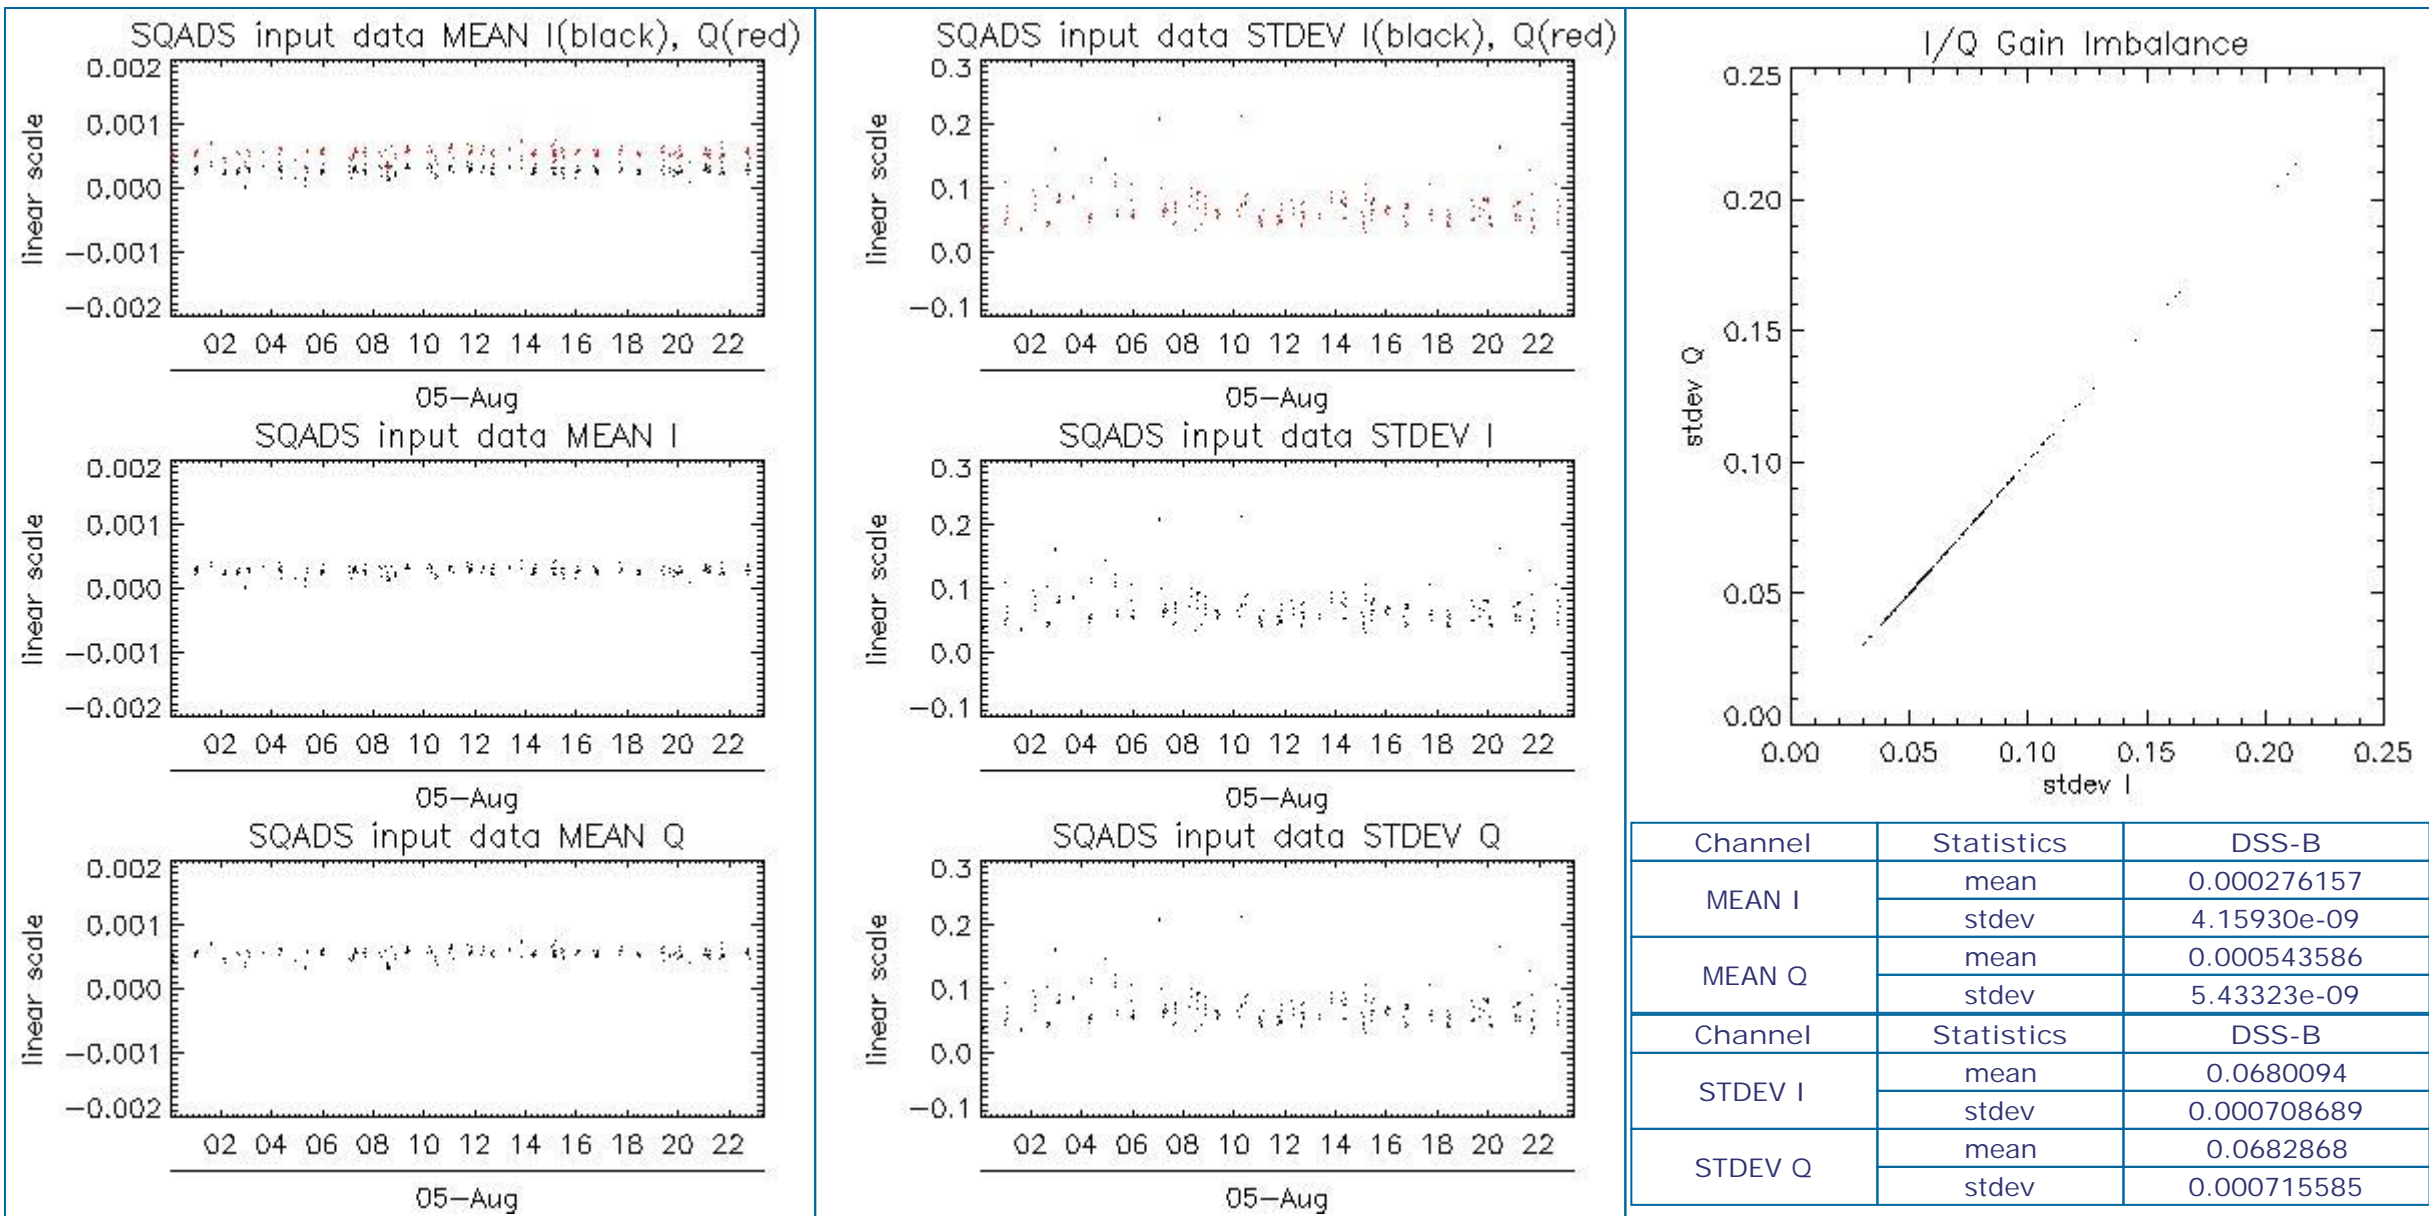 SQADS input data MEAN I(black), Q(red)
linear scale
0.002
0.001
0.000
-0.001
-0.002
02 04 06 08 10 12 14 16 18 20 22
05-Aug
SQADS input data MEAN I
linear scale
0.002
0.001
0.000
-0.001
-0.002
02 04 06 08 10 12 14 16 18 20 22
05-Aug
SQADS input data MEAN Q
linear scale
0.002
0.001
0.000
-0.001
-0.002
02 04 06 08 10 12 14 16 18 20 22
05-Aug
SQADS input data STDEV I(black), Q(red)
linear scale
0.3
0.2
0.1
0.0
-0.1
02 04 06 08 10 12 14 16 18 20 22
05-Aug
SQADS input data STDEV I
linear scale
0.3
0.2
0.1
0.0
-0.1
02 04 06 08 10 12 14 16 18 20 22
05-Aug
SQADS input data STDEV Q
linear scale
0.3
0.2
0.1
0.0
-0.1
02 04 06 08 10 12 14 16 18 20 22
05-Aug
I/Q Gain Imbalance
stdev Q
0.25
0.20
0.15
0.10
0.05
0.00
0.00 0.05 0.10 0.15 0.20 0.25
stdev I
Channel Statistics DSS-B
MEAN I mean 0.000276157
stdev 4.15930e-09
MEAN Q mean 0.000543586
stdev 5.43323e-09
Channel Statistics DSS-B
STDEV I mean 0.0680094
stdev 0.000708689
STDEV Q mean 0.0682868
stdev 0.000715585